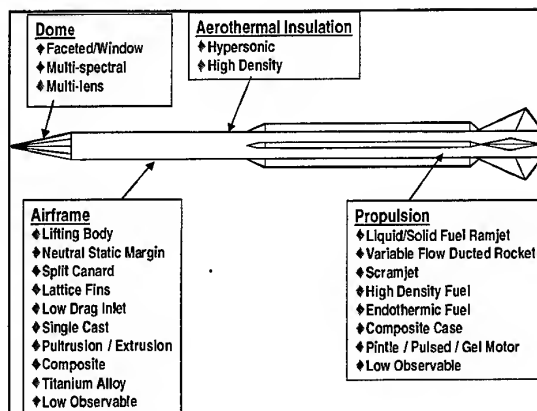 Dome
◆Faceted/Window
◆Multi-spectral
◆Multi-lens
Aerothermal Insulation
◆Hypersonic
◆High Density
Airframe
◆Lifting Body
◆Neutral Static Margin
◆Split Canard
◆Lattice Fins
◆Low Drag Inlet
◆Single Cast
◆Pultrusion / Extrusion
◆Composite
◆Titanium Alloy
◆Low Observable
Propulsion
◆Liquid/Solid Fuel Ramjet
◆Variable Flow Ducted Rocket
◆Scramjet
◆High Density Fuel
◆Endothermic Fuel
◆Composite Case
◆Pintle / Pulsed / Gel Motor
◆Low Observable